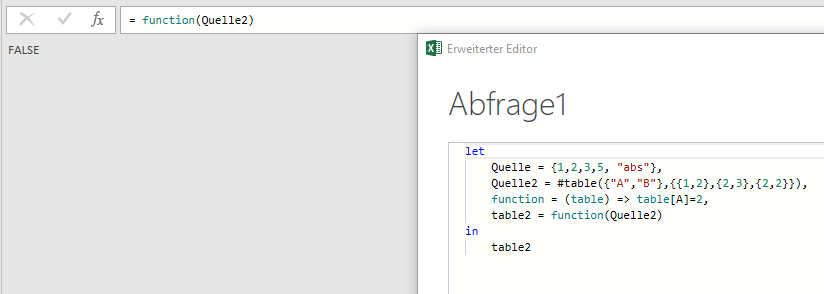 fx = function(Quelle2)
FALSE
Erweiterter Editor
Abfrage1
let
Quelle = {1,2,3,5, "abs"},
Quelle2 = #table({"A","B"},{{1,2},{2,3},{2,2}}),
function = (table) => table[A]=2,
table2 = function(Quelle2)
in
table2